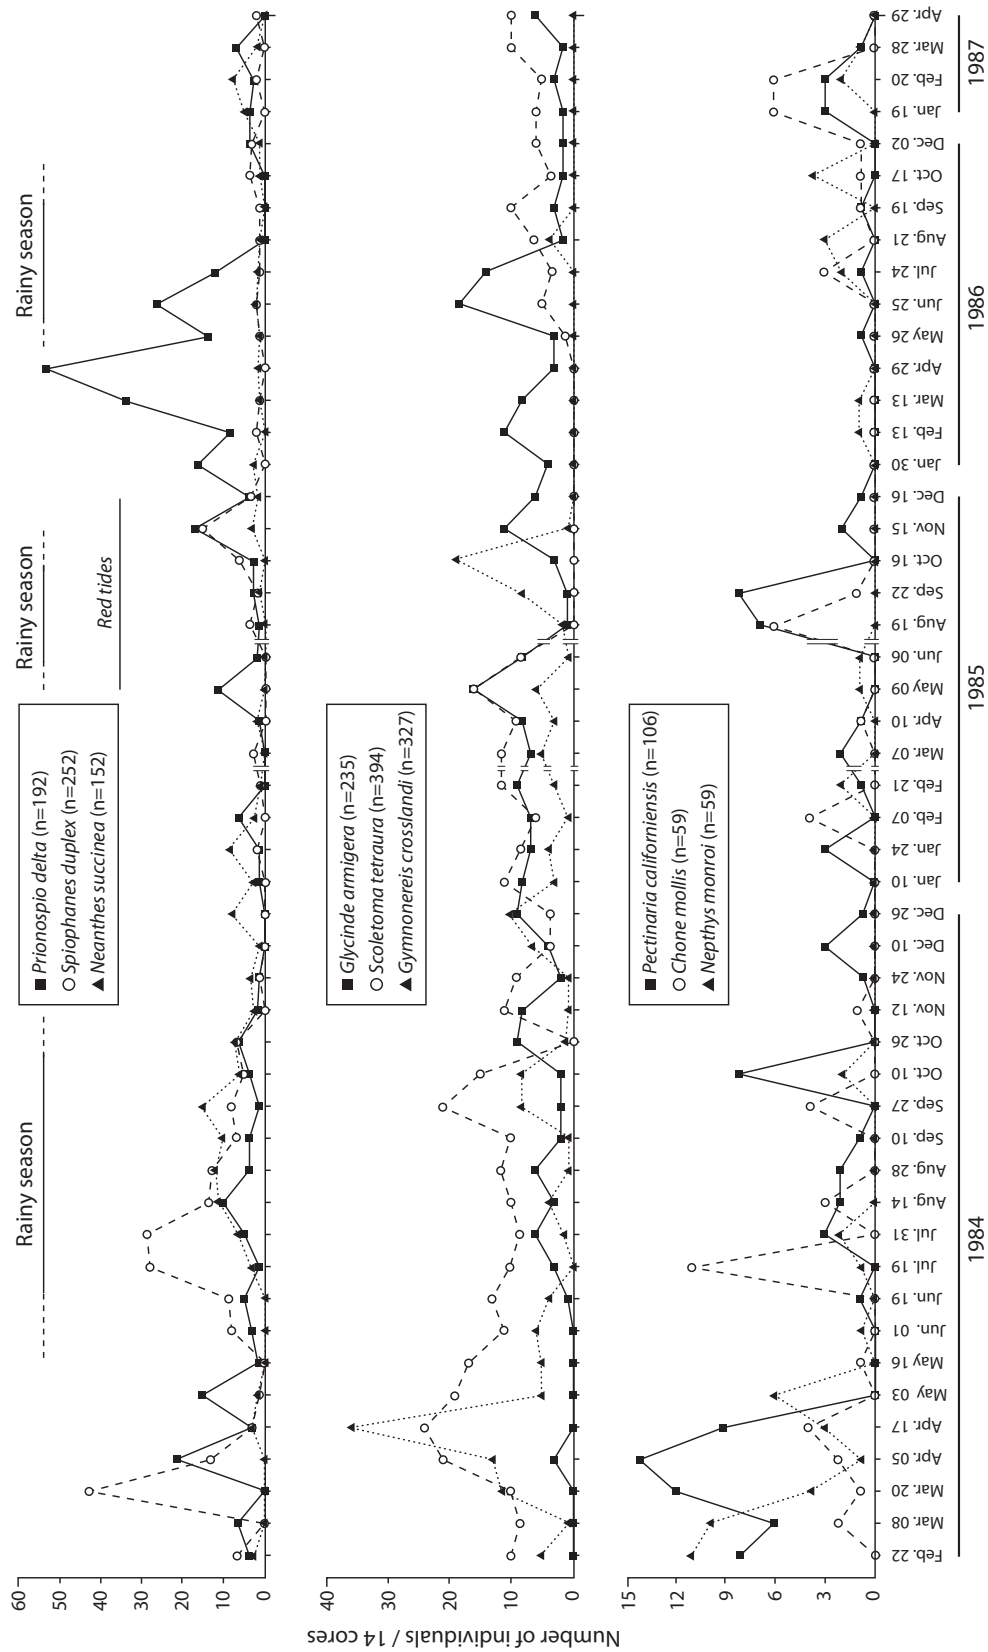 Number of individuals / 14 cores
60
50
40
30
20
10
0
Rainy season
Rainy season
Rainy season
Red tides
Prionospio delta (n=192)
Spiophanes duplex (n=252)
Neanthes succinea (n=152)
40
30
20
10
0
Glycinde armigera (n=235)
Scoletoma tetraura (n=394)
Gymnonereis crosslandi (n=327)
15
12
9
6
3
0
Pectinaria californiensis (n=106)
Chone mollis (n=59)
Nepthys monroi (n=59)
Feb. 22
Mar. 08
Mar. 20
Apr. 05
Apr. 17
May 03
May 16
Jun. 01
Jun. 19
Jul. 19
Jul. 31
Aug. 14
Aug. 28
Sep. 10
Sep. 27
Oct. 10
Oct. 26
Nov. 12
Nov. 24
Dec. 10
Dec. 26
Jan. 10
Jan. 24
Feb. 07
Feb. 21
Mar. 07
Apr. 10
May 09
Jun. 06
Aug. 19
Sep. 22
Oct. 16
Nov. 15
Dec. 16
Jan. 30
Feb. 13
Mar. 13
Apr. 29
May 26
Jun. 25
Jul. 24
Aug. 21
Sep. 19
Oct. 17
Dec. 02
Jan. 19
Feb. 20
Mar. 28
Apr. 29
1984
1985
1986
1987